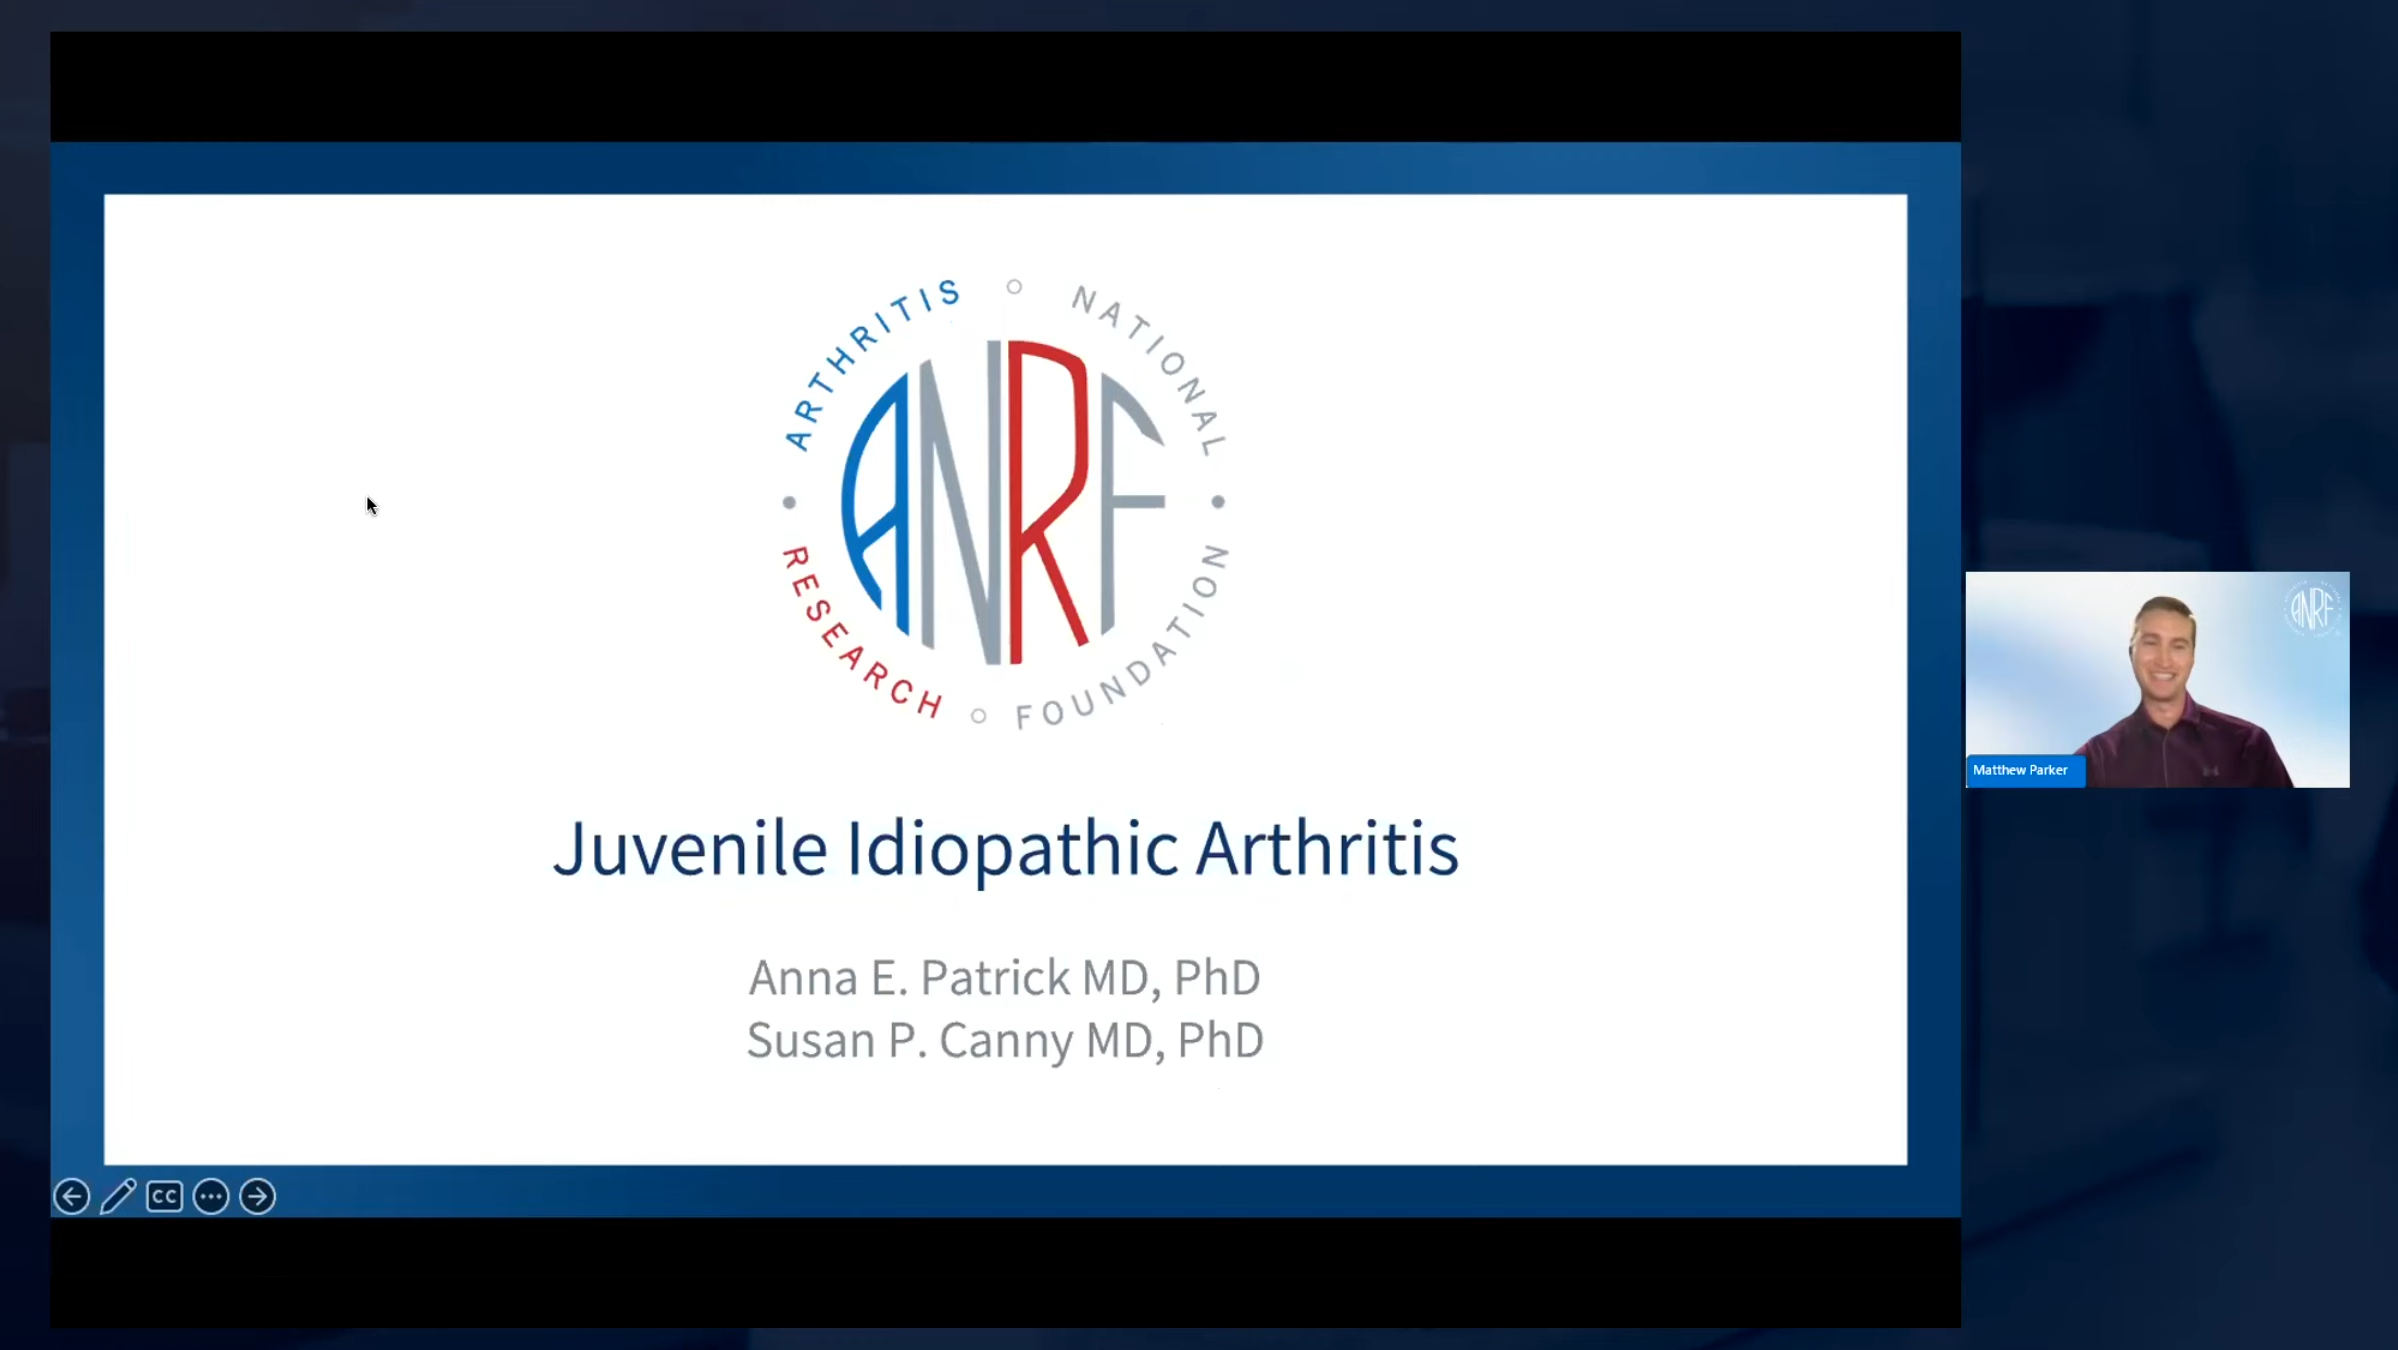 ARTHRITIS
NATIONAL
ANRF
RESEARCH
FOUNDATION
Juvenile Idiopathic Arthritis
Anna E. Patrick MD, PhD
Susan P. Canny MD, PhD
CC
ANRF
Matthew Parker